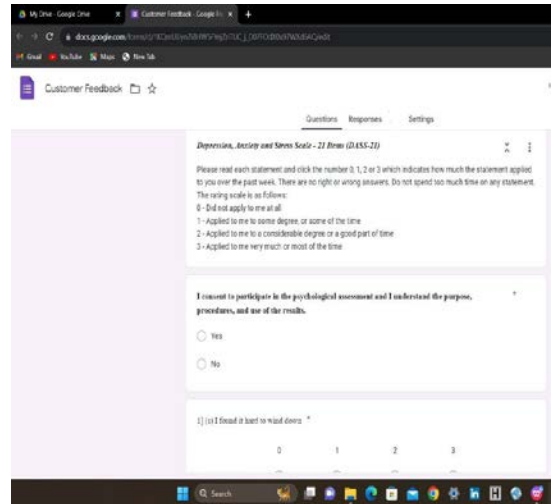 My Drive - Google Drive
Customer Feedback - Google Fo
docs.google.com
Gmail YouTube Maps New Tab
Customer Feedback
Questions Responses Settings
Depression, Anxiety and Stress Scale - 21 Items (DASS-21)
Please read each statement and click the number 0, 1, 2 or 3 which indicates how much the statement applied
to you over the past week. There are no right or wrong answers. Do not spend too much time on any statement.
The rating scale is as follows:
0 - Did not apply to me at all
1 - Applied to me to some degree, or some of the time
2 - Applied to me to a considerable degree or a good part of time
3 - Applied to me very much or most of the time
I consent to participate in the psychological assessment and I understand the purpose, *
procedures, and use of the results.
Yes
No
1] (s) I found it hard to wind down *
0 1 2 3
Search